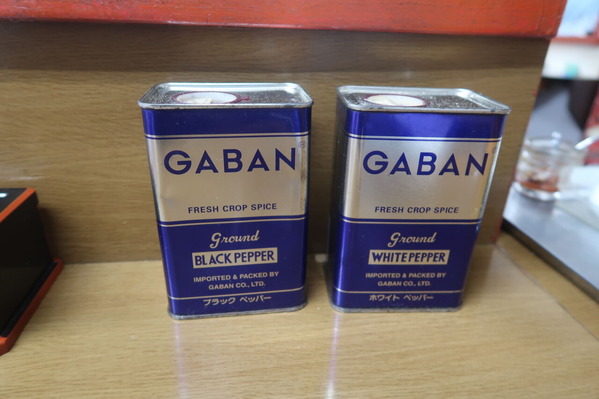 GABAN
FRESH CROP SPICE
Ground
BLACK PEPPER
IMPORTED & PACKED BY
GABAN CO., LTD.
ブラック ペッパー
GABAN
FRESH CROP SPICE
Ground
WHITE PEPPER
IMPORTED & PACKED BY
GABAN CO., LTD.
ホワイト ペッパー